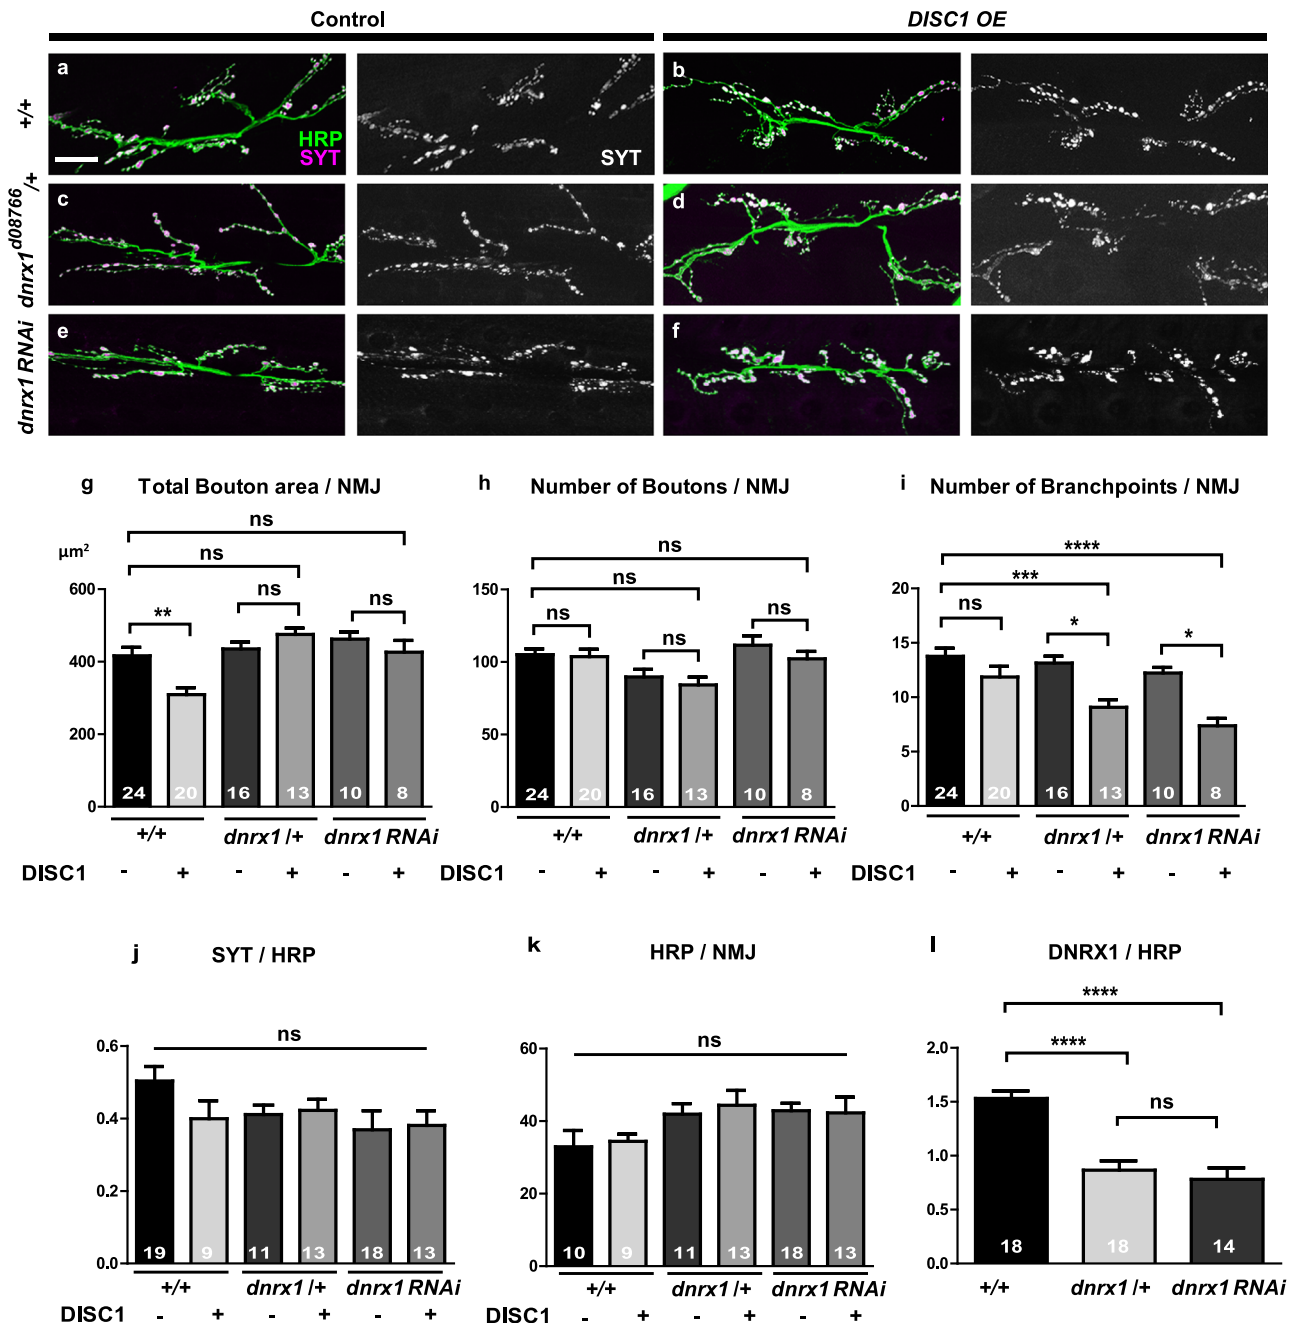 Control DISC1 OE
+/+ dnrx1d08766/+ dnrx1 RNAi
a b
HRP
SYT SYT
c d
e f
g Total Bouton area / NMJ h Number of Boutons / NMJ i Number of Branchpoints / NMJ
ns
ns
ns
ns
**
µm2
600
400
200
0
24 20 16 13 10 8
+/+ dnrx1 /+ dnrx1 RNAi
DISC1 - + - + - +
ns
ns
ns
ns
ns
150
100
50
0
24 20 16 13 10 8
+/+ dnrx1 /+ dnrx1 RNAi
- + - + - +
****
***
ns
*
*
20
15
10
5
0
24 20 16 13 10 8
+/+ dnrx1 /+ dnrx1 RNAi
DISC1 - + - + - +
j SYT / HRP k HRP / NMJ l DNRX1 / HRP
ns
0.6
0.4
0.2
0.0
19 9 11 13 18 13
+/+ dnrx1 /+ dnrx1 RNAi
DISC1 - + - + - +
ns
60
40
20
0
10 9 11 13 18 13
+/+ dnrx1 /+ dnrx1 RNAi
DISC1 - + - + - +
****
****
ns
2.0
1.5
1.0
0.5
0.0
18 18 14
+/+ dnrx1 /+ dnrx1 RNAi